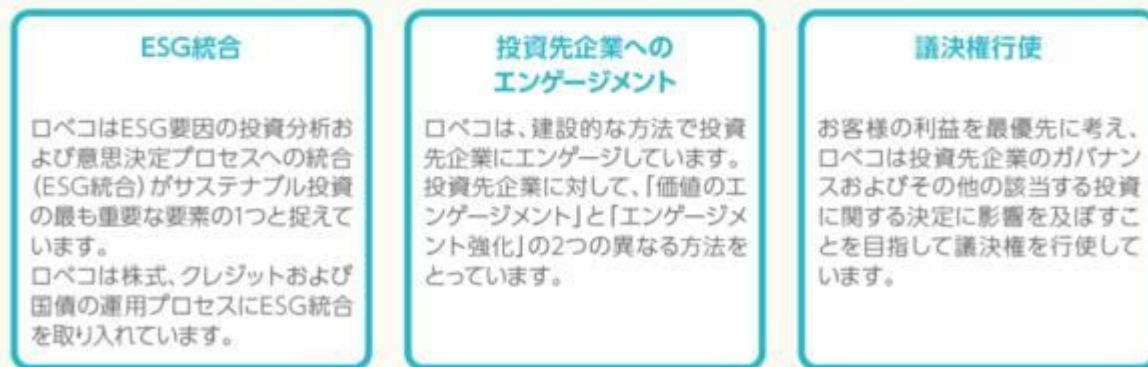 ESG統合
ロベコはESG要因の投資分析お
よび意思決定プロセスへの統合
(ESG統合)がサステナブル投資
の最も重要な要素の1つと捉えて
います。
ロベコは株式、クレジットおよび
国債の運用プロセスにESG統合
を取り入れています。
投資先企業への
エンゲージメント
ロベコは、建設的な方法で投資
先企業にエンゲージしています。
投資先企業に対して、「価値のエ
ンゲージメント」と「エンゲージメ
ント強化」の2つの異なる方法を
とっています。
議決権行使
お客様の利益を最優先に考え、
ロベコは投資先企業のガバナン
スおよびその他の該当する投資
に関する決定に影響を及ぼすこ
とを目指して議決権を行使して
います。